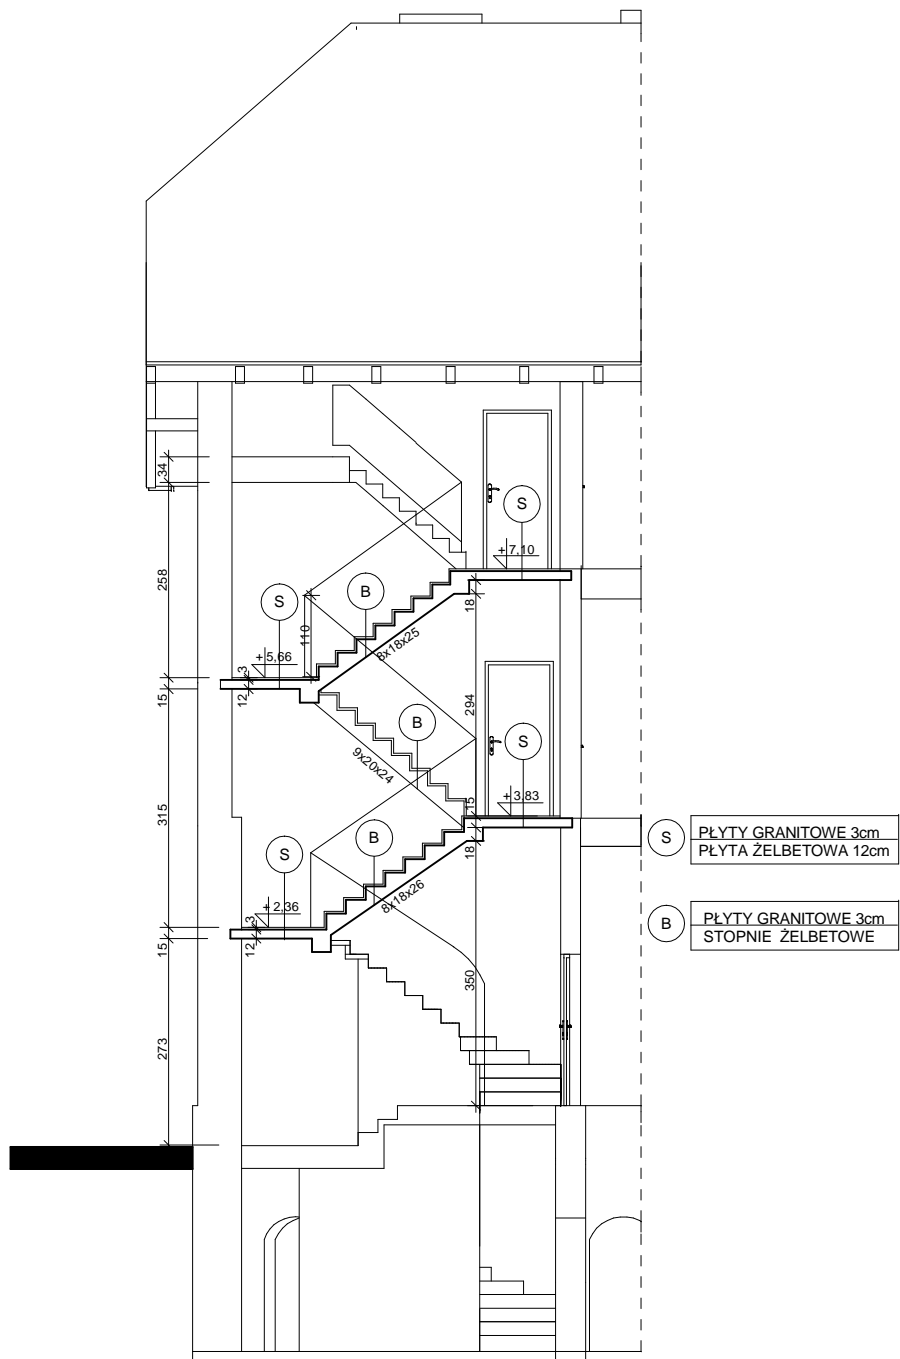 34
S
+ 7,10
258
B
18
S
110
8x18x25
+ 5,66
3
12
15
294
B
S
9x20x24
+ 3,83
15
315
B
18
S
8x18x26
+ 2,36
3
12
15
350
273
S
PŁYTY GRANITOWE 3cm
PŁYTA ŻELBETOWA 12cm
B
PŁYTY GRANITOWE 3cm
STOPNIE ŻELBETOWE